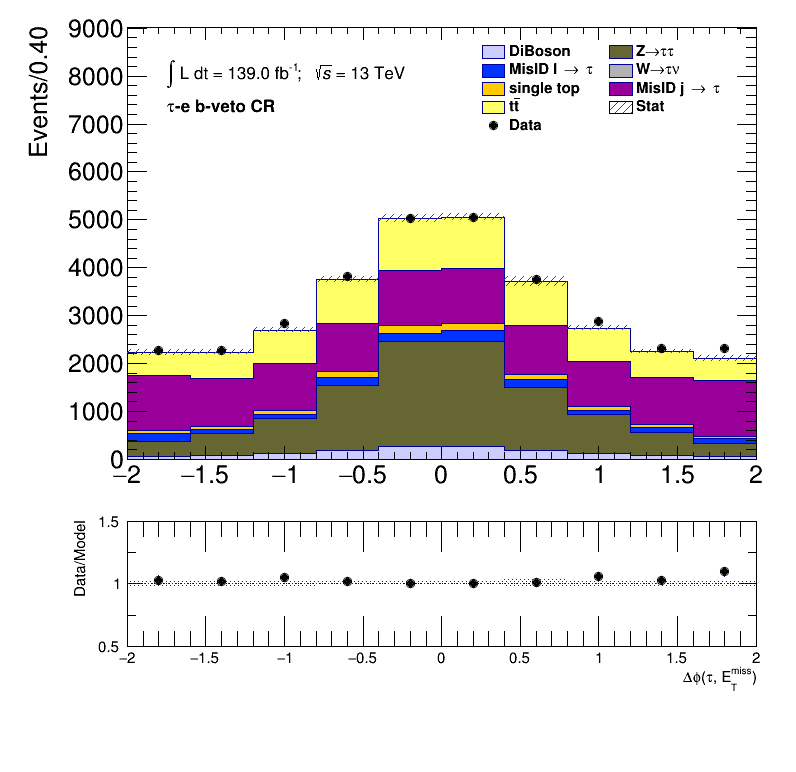 Events/0.40
9000
8000
7000
6000
5000
4000
3000
2000
1000
0
∫ L dt = 139.0 fb⁻¹; √s = 13 TeV
τ-e b-veto CR
DiBoson
MisID l → τ
single top
tt̄
Data
Z→ττ
W→τν
MisID j → τ
Stat
−2 −1.5 −1 −0.5 0 0.5 1 1.5 2
Data/Model
1.5
1
0.5
−2 −1.5 −1 −0.5 0 0.5 1 1.5 2
Δϕ(τ, E_T^miss)